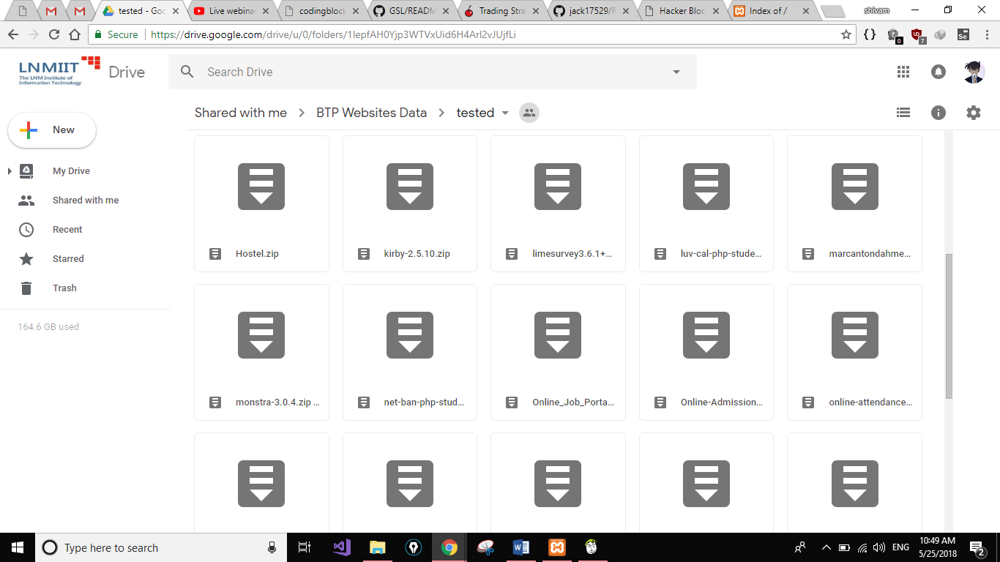 tested - Goo
Live webina
codingblock
GSL/READM
Trading Stra
jack17529/R
Hacker Bloc
Index of /
shivam
Secure
https://drive.google.com/drive/u/0/folders/1IepfAH0Yjp3WTVxUid6H4ArI2vJUjfLi
0
7
Se
LNMIIT
The LNM Institute of
Information Technology
Drive
Search Drive
New
My Drive
Shared with me
Recent
Starred
Trash
164.6 GB used
Shared with me
BTP Websites Data
tested
Hostel.zip
kirby-2.5.10.zip
limesurvey3.6.1+...
luv-cal-php-stude...
marcantondahme...
monstra-3.0.4.zip ...
net-ban-php-stud...
Online_Job_Porta...
Online-Admission...
online-attendance...
Type here to search
ENG
10:49 AM
5/25/2018
2